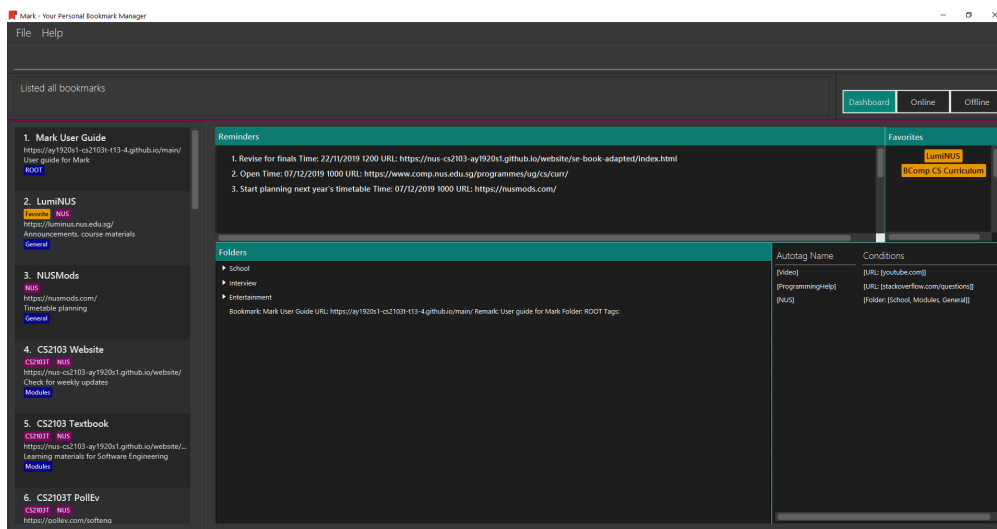 Mark - Your Personal Bookmark Manager
File Help
Listed all bookmarks
Dashboard Online Offline
1. Mark User Guide
https://ay1920s1-cs2103t-t13-4.github.io/main/
User guide for Mark
ROOT
2. LumiNUS
Favorite NUS
https://luminus.nus.edu.sg/
Announcements, course materials
General
3. NUSMods
NUS
https://nusmods.com/
Timetable planning
General
4. CS2103 Website
CS2103T NUS
https://nus-cs2103-ay1920s1.github.io/website/
Check for weekly updates
Modules
5. CS2103 Textbook
CS2103T NUS
https://nus-cs2103-ay1920s1.github.io/website/...
Learning materials for Software Engineering
Modules
6. CS2103T PollEv
CS2103T NUS
https://pollev.com/softeng
Reminders
1. Revise for finals Time: 22/11/2019 1200 URL: https://nus-cs2103-ay1920s1.github.io/website/se-book-adapted/index.html
2. Open Time: 07/12/2019 1000 URL: https://www.comp.nus.edu.sg/programmes/ug/cs/curr/
3. Start planning next year's timetable Time: 07/12/2019 1000 URL: https://nusmods.com/
Favorites
LumiNUS
BComp CS Curriculum
Folders
School
Interview
Entertainment
Bookmark: Mark User Guide URL: https://ay1920s1-cs2103t-t13-4.github.io/main/ Remark: User guide for Mark Folder: ROOT Tags:
Autotag Name Conditions
[Video] [URL: [youtube.com]]
[ProgrammingHelp] [URL: [stackoverflow.com/questions]]
[NUS] [Folder: [School, Modules, General]]